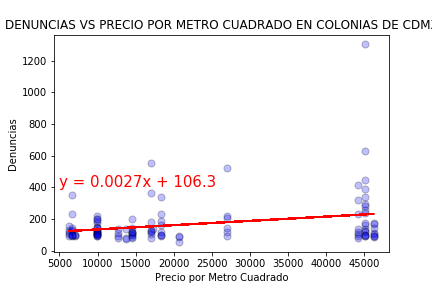 DENUNCIAS VS PRECIO POR METRO CUADRADO EN COLONIAS DE CDM
1200
1000
800
600
400
200
0
y = 0.0027x + 106.3
Denuncias
5000 10000 15000 20000 25000 30000 35000 40000 45000
Precio por Metro Cuadrado